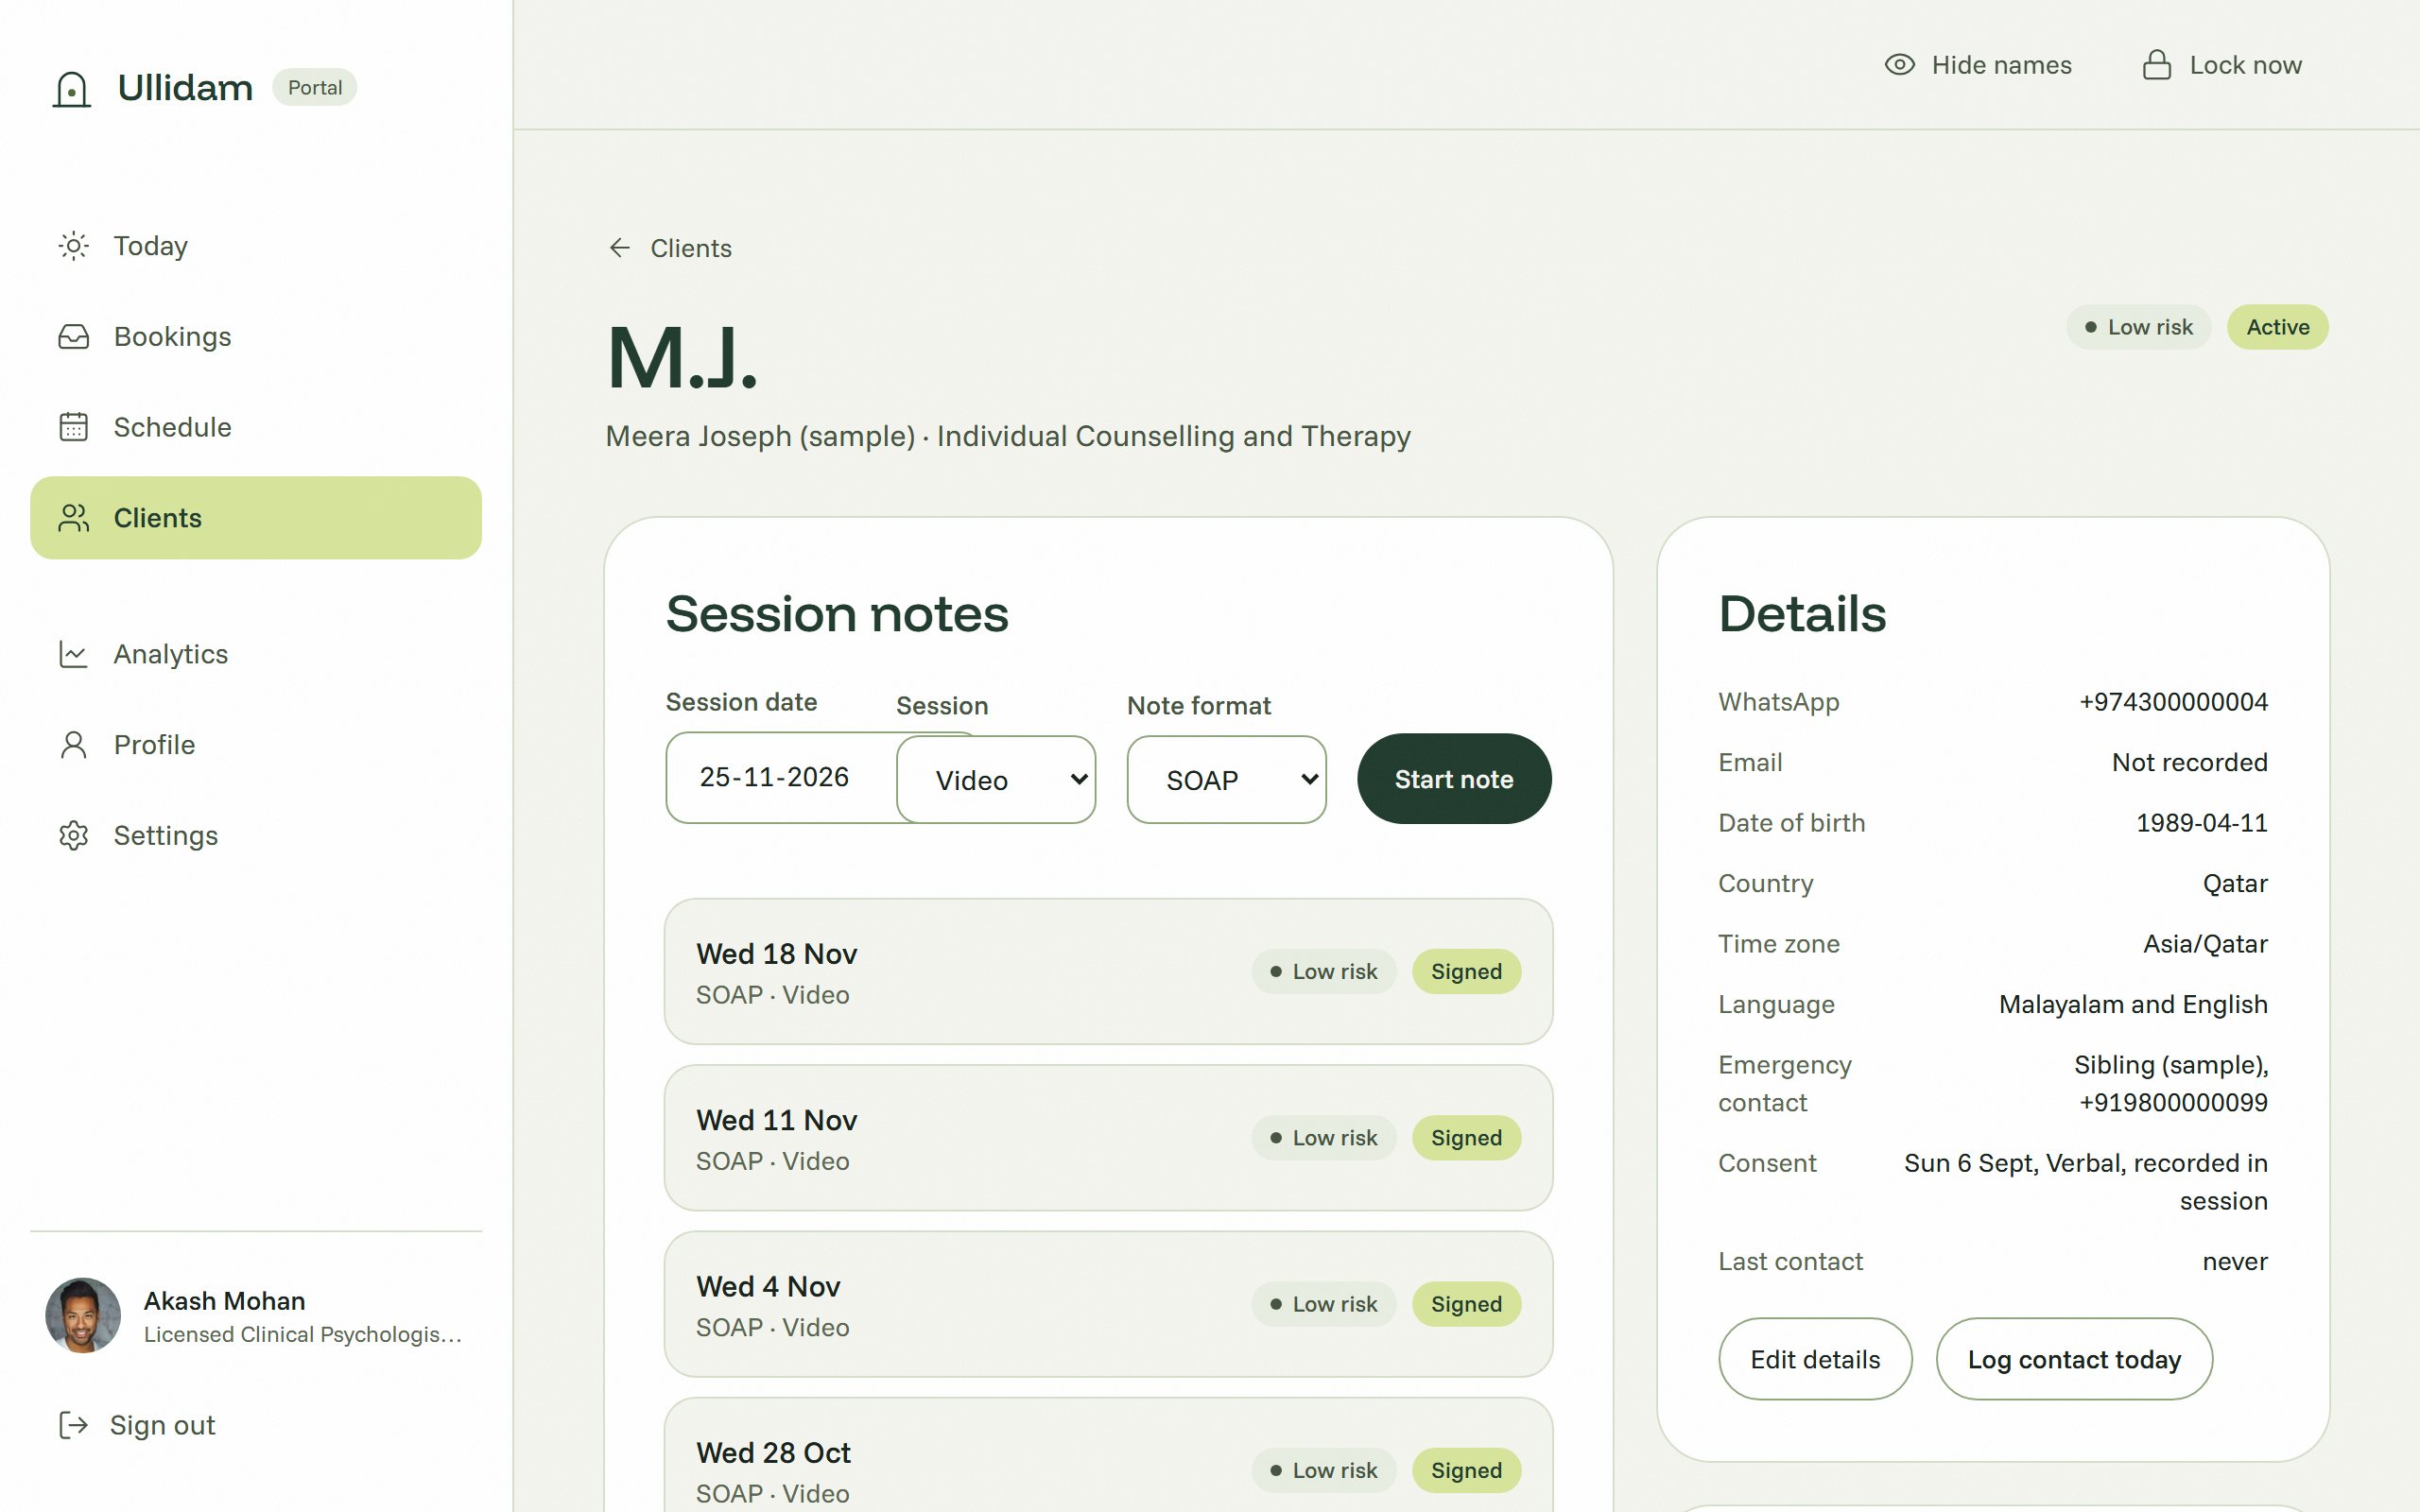 Ullidam
Portal
Hide names
Lock now
Today
Bookings
Schedule
Clients
Analytics
Profile
Settings
Akash Mohan
Licensed Clinical Psychologis...
Sign out
Clients
M.J.
Meera Joseph (sample) · Individual Counselling and Therapy
Low risk
Active
Session notes
Session date
Session
Note format
25-11-2026
Video
SOAP
Start note
Wed 18 Nov
SOAP · Video
Low risk
Signed
Wed 11 Nov
SOAP · Video
Low risk
Signed
Wed 4 Nov
SOAP · Video
Low risk
Signed
Wed 28 Oct
SOAP · Video
Low risk
Signed
Details
WhatsApp
+974300000004
Email
Not recorded
Date of birth
1989-04-11
Country
Qatar
Time zone
Asia/Qatar
Language
Malayalam and English
Emergency
contact
Sibling (sample),
+919800000099
Consent
Sun 6 Sept, Verbal, recorded in
session
Last contact
never
Edit details
Log contact today